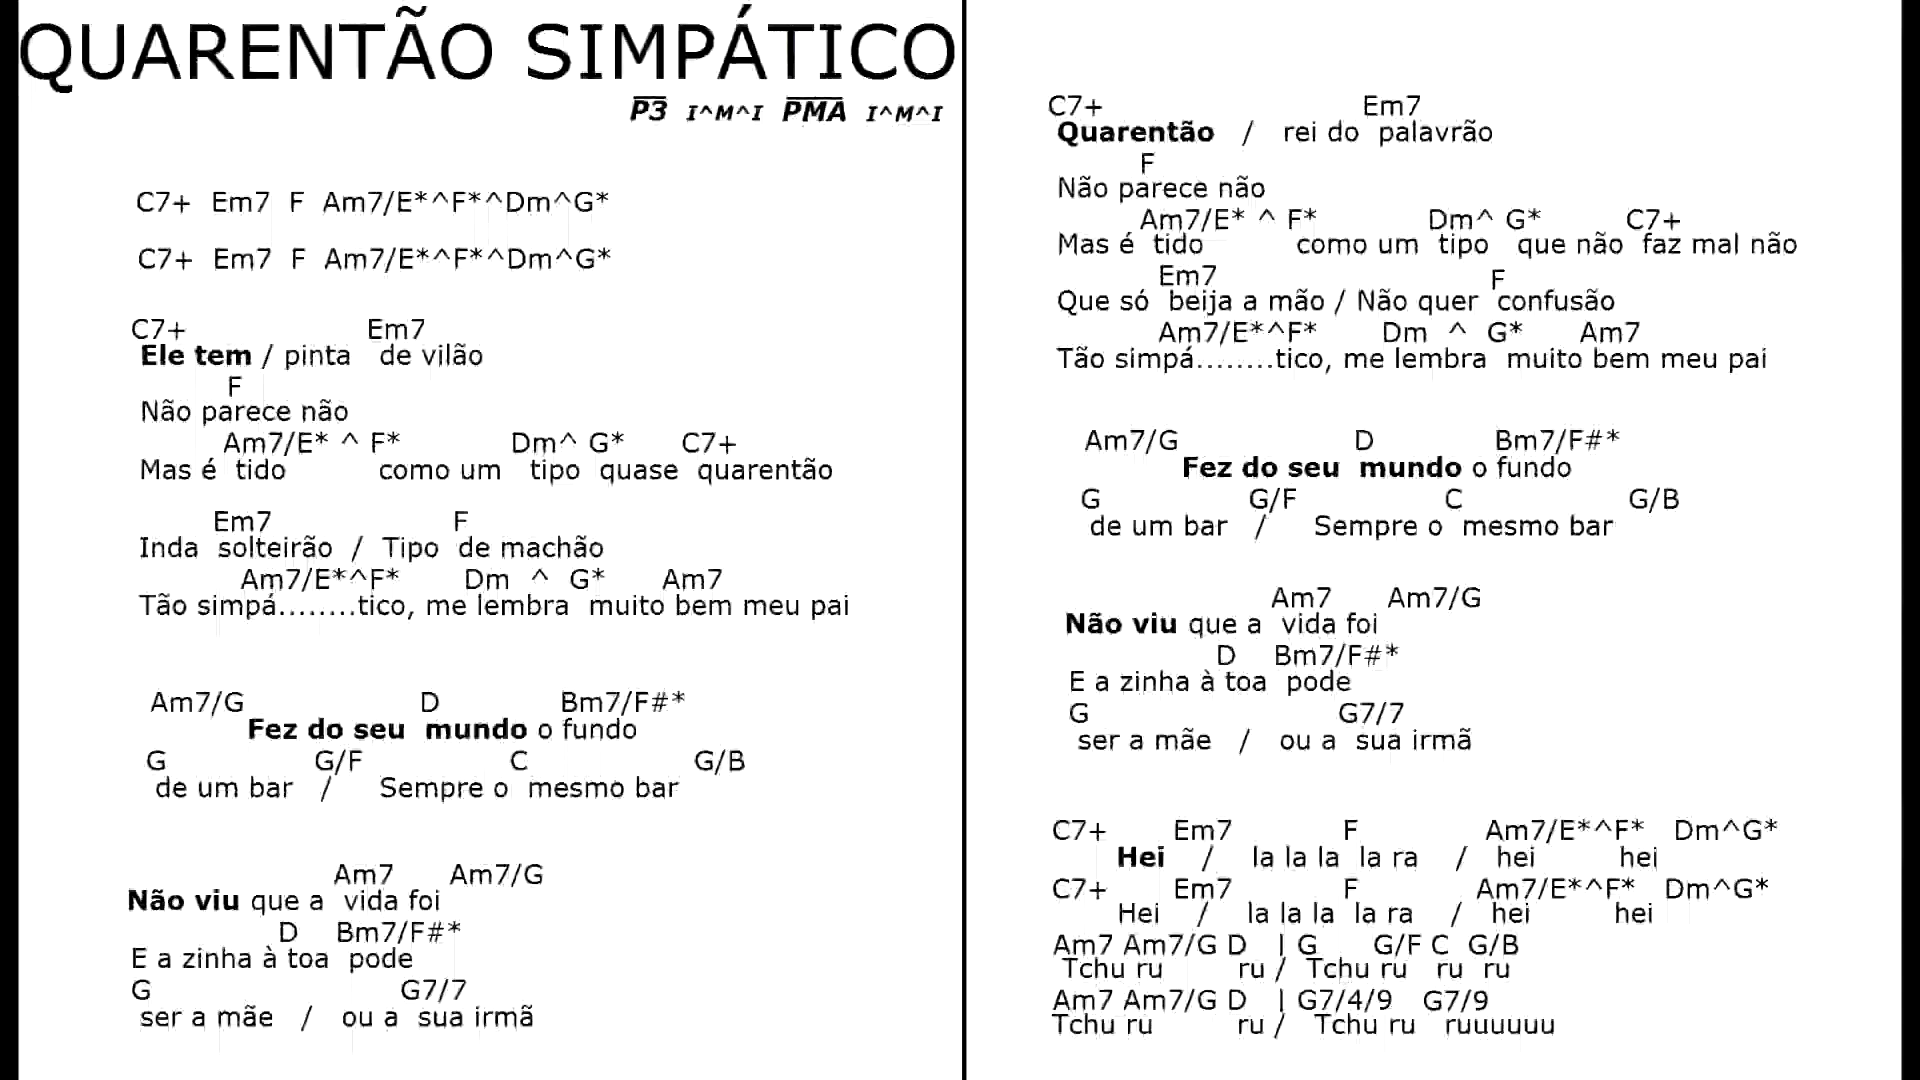 QUARENTÃO SIMPÁTICO
P3 I^M^I PMA I^M^I
C7+ Em7 F Am7/E*^F*^Dm^G*
C7+ Em7 F Am7/E*^F*^Dm^G*
C7+ Em7
Ele tem / pinta de vilão
F
Não parece não
Am7/E* ^ F* Dm^ G* C7+
Mas é tido como um tipo quase quarentão
Em7 F
Inda solteirão / Tipo de machão
Am7/E*^F* Dm ^ G* Am7
Tão simpá........tico, me lembra muito bem meu pai
Am7/G D Bm7/F#*
Fez do seu mundo o fundo
G G/F C G/B
de um bar / Sempre o mesmo bar
Am7 Am7/G
Não viu que a vida foi
D Bm7/F#*
E a zinha à toa pode
G G7/7
ser a mãe / ou a sua irmã
C7+ Em7
Quarentão / rei do palavrão
F
Não parece não
Am7/E* ^ F* Dm^ G* C7+
Mas é tido como um tipo que não faz mal não
Em7 F
Que só beija a mão / Não quer confusão
Am7/E*^F* Dm ^ G* Am7
Tão simpá........tico, me lembra muito bem meu pai
Am7/G D Bm7/F#*
Fez do seu mundo o fundo
G G/F C G/B
de um bar / Sempre o mesmo bar
Am7 Am7/G
Não viu que a vida foi
D Bm7/F#*
E a zinha à toa pode
G G7/7
ser a mãe / ou a sua irmã
C7+ Em7 F Am7/E*^F* Dm^G*
Hei / la la la la ra / hei hei
C7+ Em7 F Am7/E*^F* Dm^G*
Hei / la la la la ra / hei hei
Am7 Am7/G D | G G/F C G/B
Tchu ru ru / Tchu ru ru ru
Am7 Am7/G D | G7/4/9 G7/9
Tchu ru ru / Tchu ru ruuuuuu